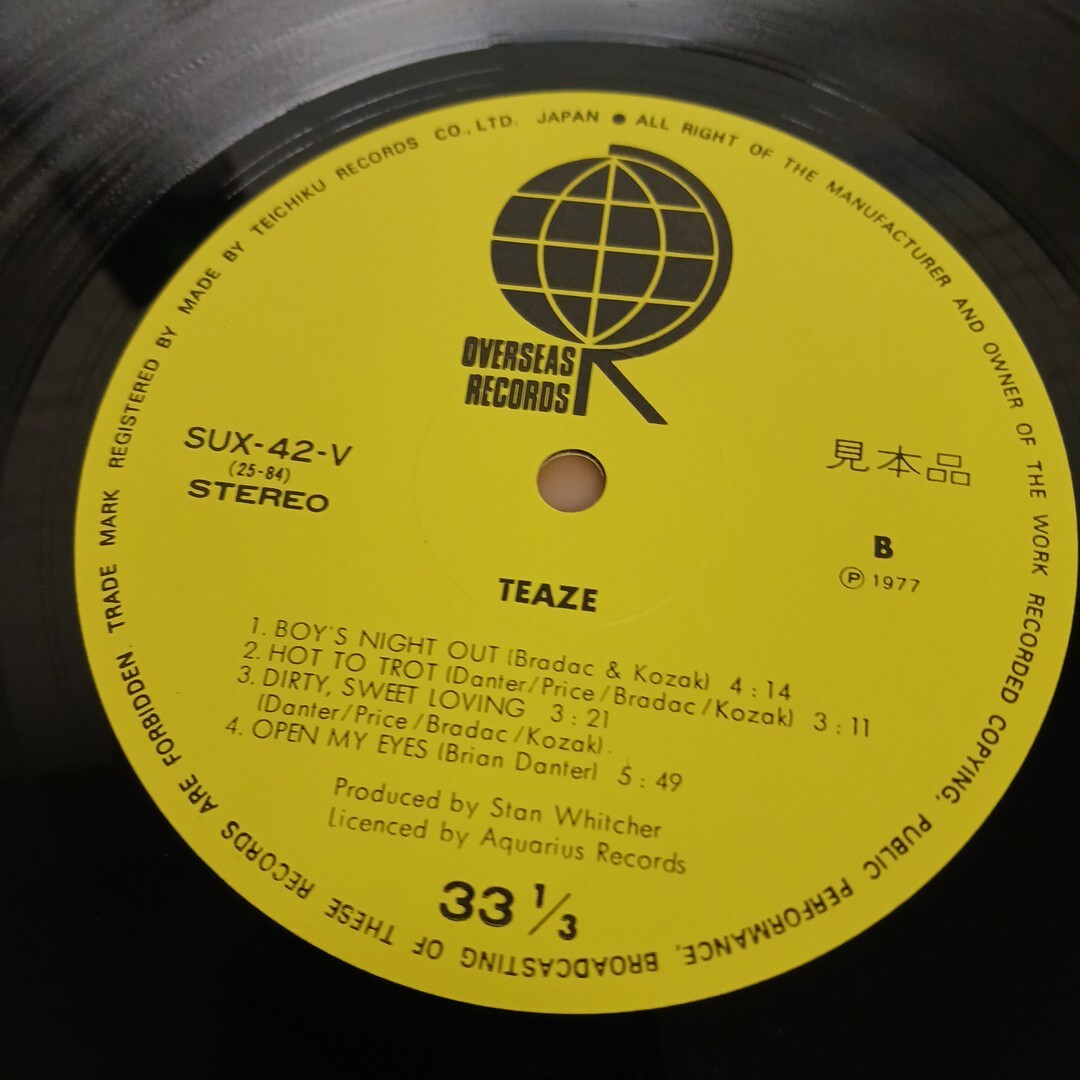 TRADE MARK REGISTERED BY MADE BY TEICHIKU RECORDS CO., LTD. JAPAN ● ALL RIGHT OF THE MANUFACTURER AND OWNER OF THE WORK RECORDED COPYING, PUBLIC PERFORMANCE, BROADCASTING OF THESE RECORDS ARE FORBIDDEN.
OVERSEAS
RECORDS
SUX-42-V
(25-84)
STEREO
見本品
B
Ⓟ 1977
TEAZE
1. BOY'S NIGHT OUT (Bradac & Kozak) 4 : 14
2. HOT TO TROT (Danter/Price/Bradac/Kozak) 3 : 11
3. DIRTY, SWEET LOVING 3 : 21
(Danter/Price/Bradac/Kozak).
4. OPEN MY EYES (Brian Danter) 5 : 49
Produced by Stan Whitcher
Licenced by Aquarius Records
33 1/3